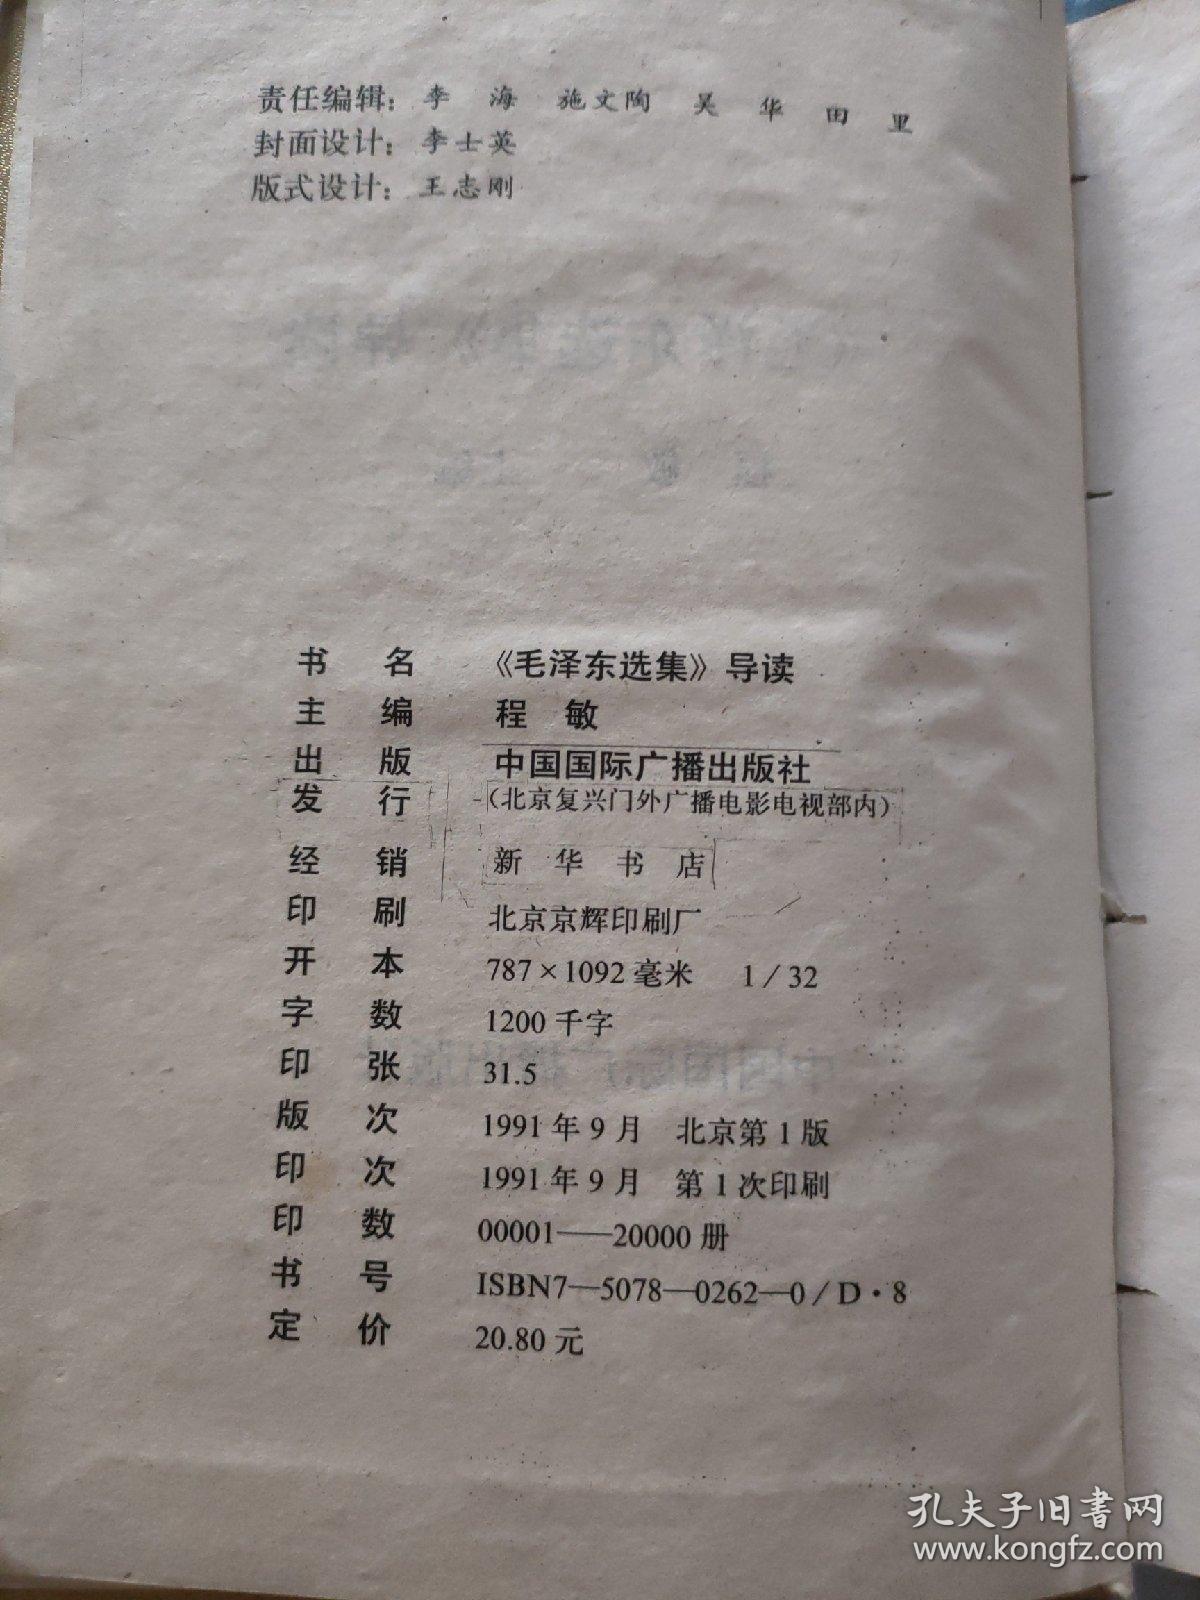 责任编辑：李 海 施文陶 吴 华 田 里
封面设计：李士英
版式设计：王志刚
书 名 《毛泽东选集》导读
主 编 程 敏
出 版 中国国际广播出版社
发 行 （北京复兴门外广播电影电视部内）
经 销 新 华 书 店
印 刷 北京京辉印刷厂
开 本 787×1092毫米 1/32
字 数 1200千字
印 张 31.5
版 次 1991年9月 北京第1版
印 次 1991年9月 第1次印刷
印 数 00001——20000册
书 号 ISBN7—5078—0262—0/D·8
定 价 20.80元
孔夫子旧书网
www.kongfz.com